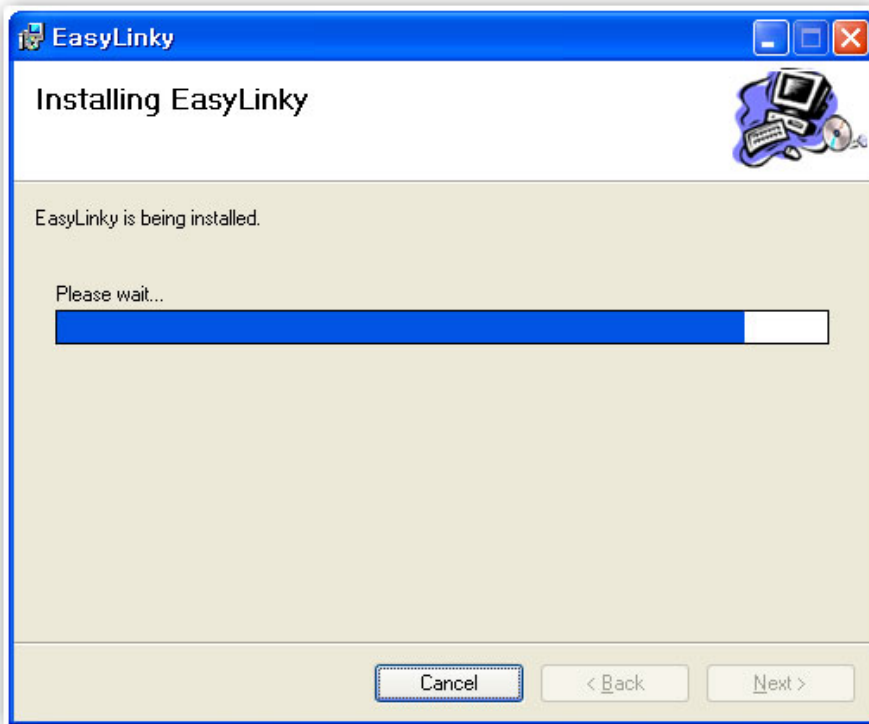 EasyLinky
Installing EasyLinky
EasyLinky is being installed.
Please wait...
Cancel
< Back
Next >